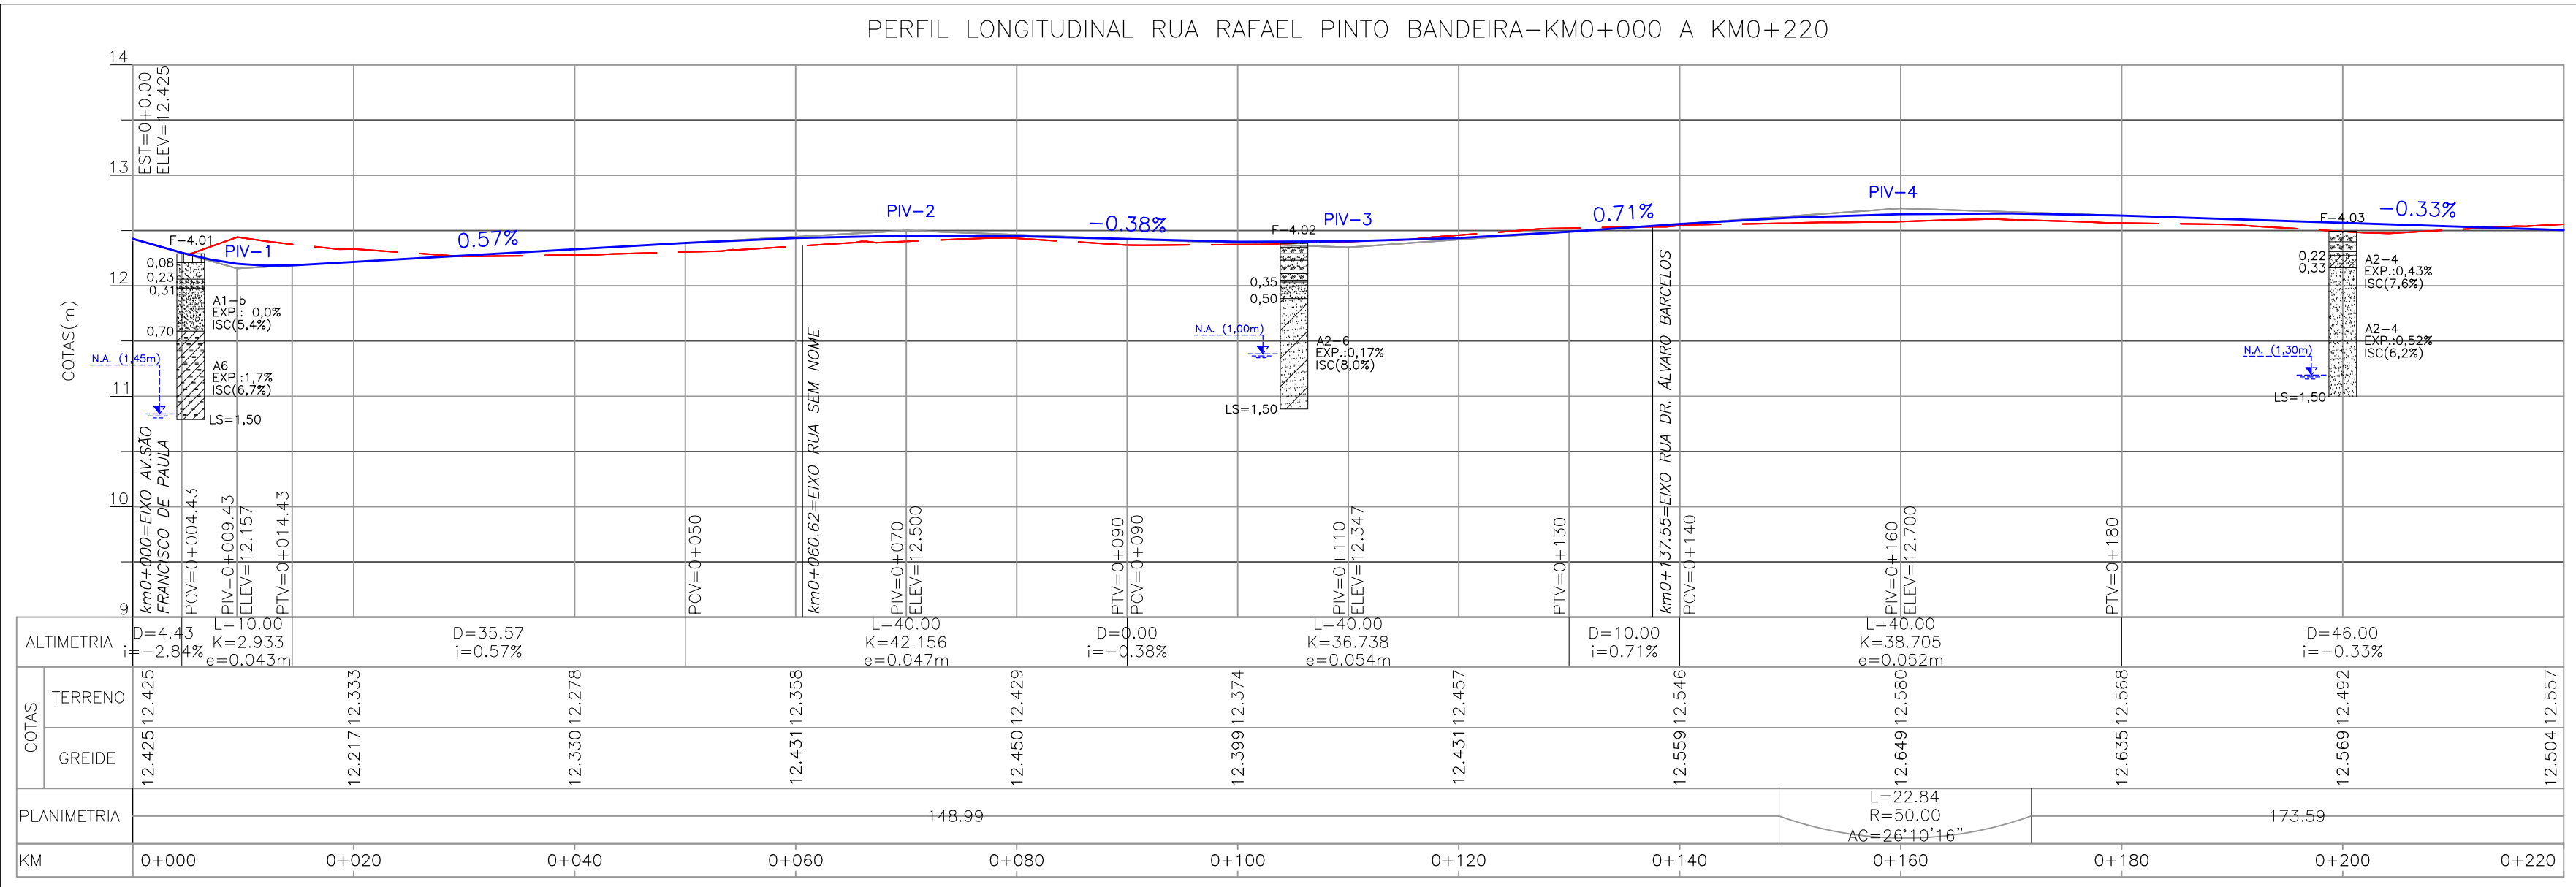 PERFIL LONGITUDINAL RUA RAFAEL PINTO BANDEIRA-KM0+000 A KM0+220
COTAS(m)
14
13
12
11
10
9
EST=0+0.00
ELEV=12.425
F-4.01
PIV-1
0,08
0,23
0,31
0,70
A1-b
EXP.: 0,0%
ISC(5,4%)
A6
EXP.:1,7%
ISC(6,7%)
N.A. (1,45m)
LS=1,50
0.57%
PIV-2
-0.38%
F-4.02
PIV-3
0,35
0,50
N.A. (1,00m)
A2-6
EXP.:0,17%
ISC(8,0%)
LS=1,50
0.71%
PIV-4
F-4.03
-0.33%
0,22
0,33
A2-4
EXP.:0,43%
ISC(7,6%)
A2-4
EXP.:0,52%
ISC(6,2%)
N.A. (1,30m)
LS=1,50
km0+000=EIXO AV.SÃO
FRANCISCO DE PAULA
PCV=0+004.43
PIV=0+009.43
ELEV=12.157
PTV=0+014.43
PCV=0+050
km0+060.62=EIXO RUA SEM NOME
PIV=0+070
ELEV=12.500
PTV=0+090
PCV=0+090
PIV=0+110
ELEV=12.347
PTV=0+130
km0+137.55=EIXO RUA DR. ÁLVARO BARCELOS
PCV=0+140
PIV=0+160
ELEV=12.700
PTV=0+180
ALTIMETRIA
D=4.43
i=-2.84%
L=10.00
K=2.933
e=0.043m
D=35.57
i=0.57%
L=40.00
K=42.156
e=0.047m
D=0.00
i=-0.38%
L=40.00
K=36.738
e=0.054m
D=10.00
i=0.71%
L=40.00
K=38.705
e=0.052m
D=46.00
i=-0.33%
COTAS
TERRENO
12.425 12.333 12.278 12.358 12.429 12.374 12.457 12.546 12.580 12.568 12.492 12.557
GREIDE
12.425 12.217 12.330 12.431 12.450 12.399 12.431 12.559 12.649 12.635 12.569 12.504
PLANIMETRIA
148.99
L=22.84
R=50.00
AC=26°10'16"
173.59
KM
0+000 0+020 0+040 0+060 0+080 0+100 0+120 0+140 0+160 0+180 0+200 0+220